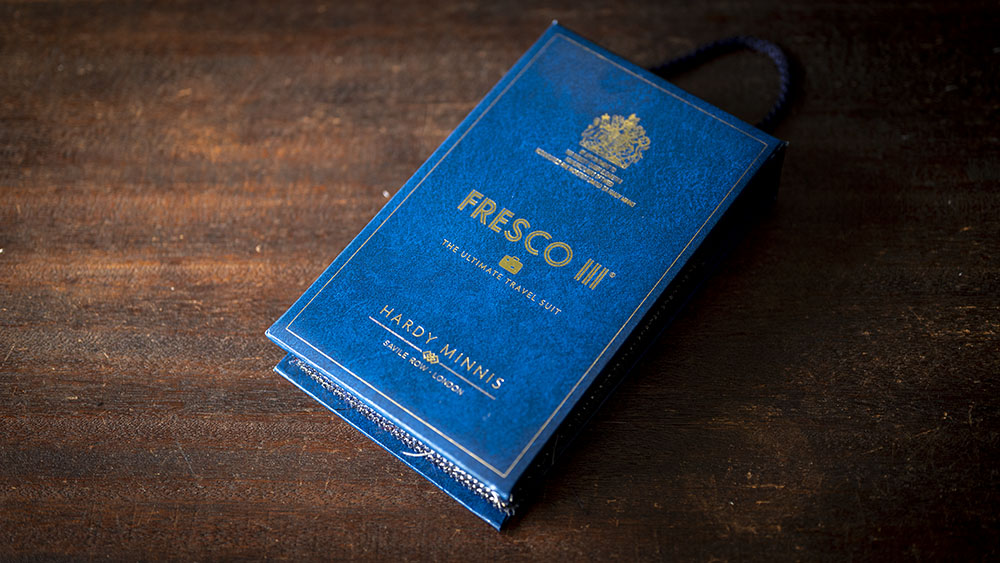 FRESCO III®
THE ULTIMATE TRAVEL SUIT
HARDY MINNIS
SAVILE ROW • LONDON